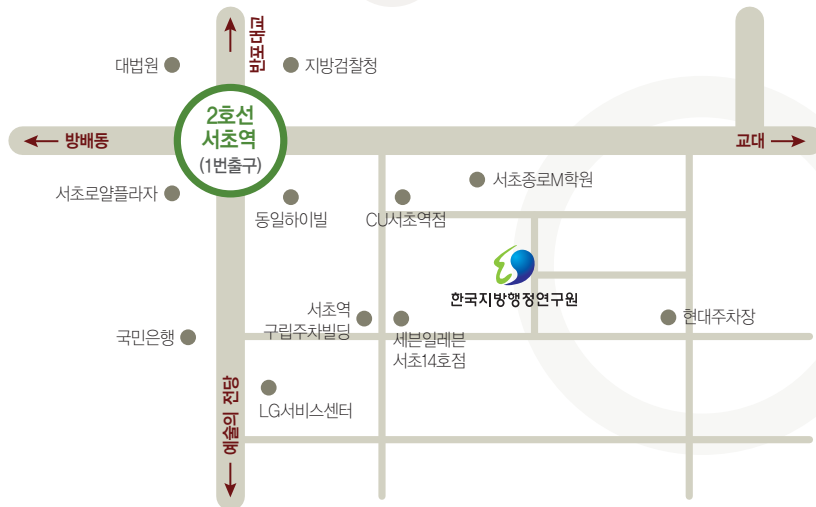 반포대교
대법원
지방검찰청
2호선
서초역
(1번출구)
방배동
교대
서초로얄플라자
동일하이빌
CU서초역점
서초종로M학원
한국지방행정연구원
서초역
구립주차빌딩
세븐일레븐
서초14호점
현대주차장
국민은행
LG서비스센터
예술의 전당